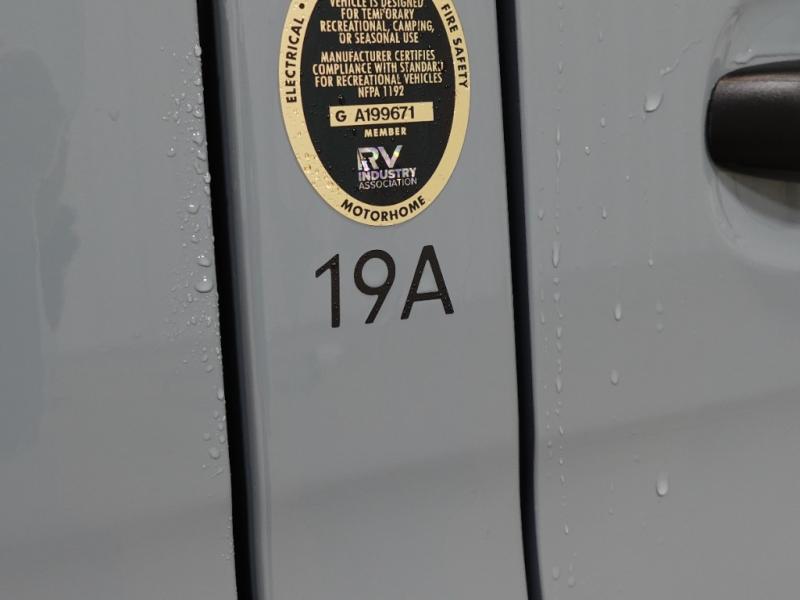 VEHICLE IS DESIGNED
FOR TEMPORARY
RECREATIONAL, CAMPING,
OR SEASONAL USE
MANUFACTURER CERTIFIES
COMPLIANCE WITH STANDARD
FOR RECREATIONAL VEHICLES
NFPA 1192
G A199671
MEMBER
RV
INDUSTRY
ASSOCIATION
ELECTRICAL •
FIRE SAFETY
MOTORHOME
19A